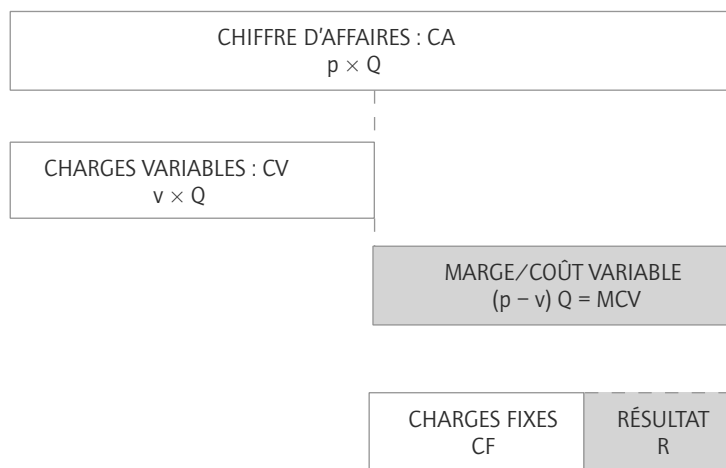 CHIFFRE D'AFFAIRES : CA
p × Q
CHARGES VARIABLES : CV
v × Q
MARGE/COÛT VARIABLE
(p – v) Q = MCV
CHARGES FIXES
CF
RÉSULTAT
R